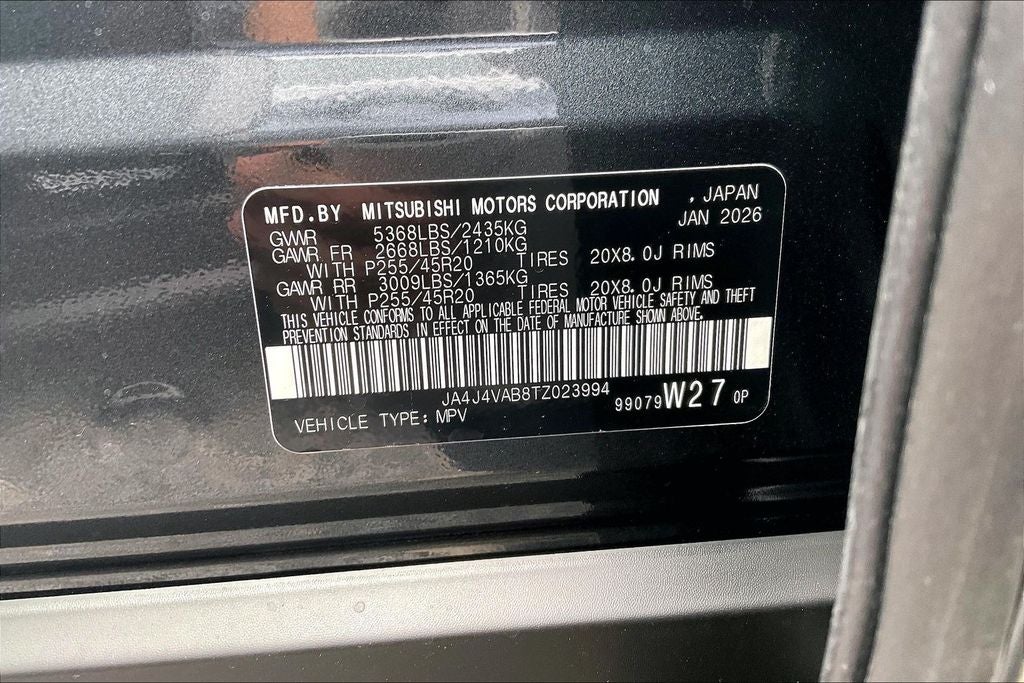 MFD.BY MITSUBISHI MOTORS CORPORATION , JAPAN
JAN 2026
GVWR 5368LBS/2435KG
GAWR FR 2668LBS/1210KG
WITH P255/45R20 TIRES 20X8.0J RIMS
GAWR RR 3009LBS/1365KG
WITH P255/45R20 TIRES 20X8.0J RIMS
THIS VEHICLE CONFORMS TO ALL APPLICABLE FEDERAL MOTOR VEHICLE SAFETY AND THEFT
PREVENTION STANDARDS IN EFFECT ON THE DATE OF MANUFACTURE SHOWN ABOVE.
JA4J4VAB8TZ023994
99079W27 0P
VEHICLE TYPE: MPV